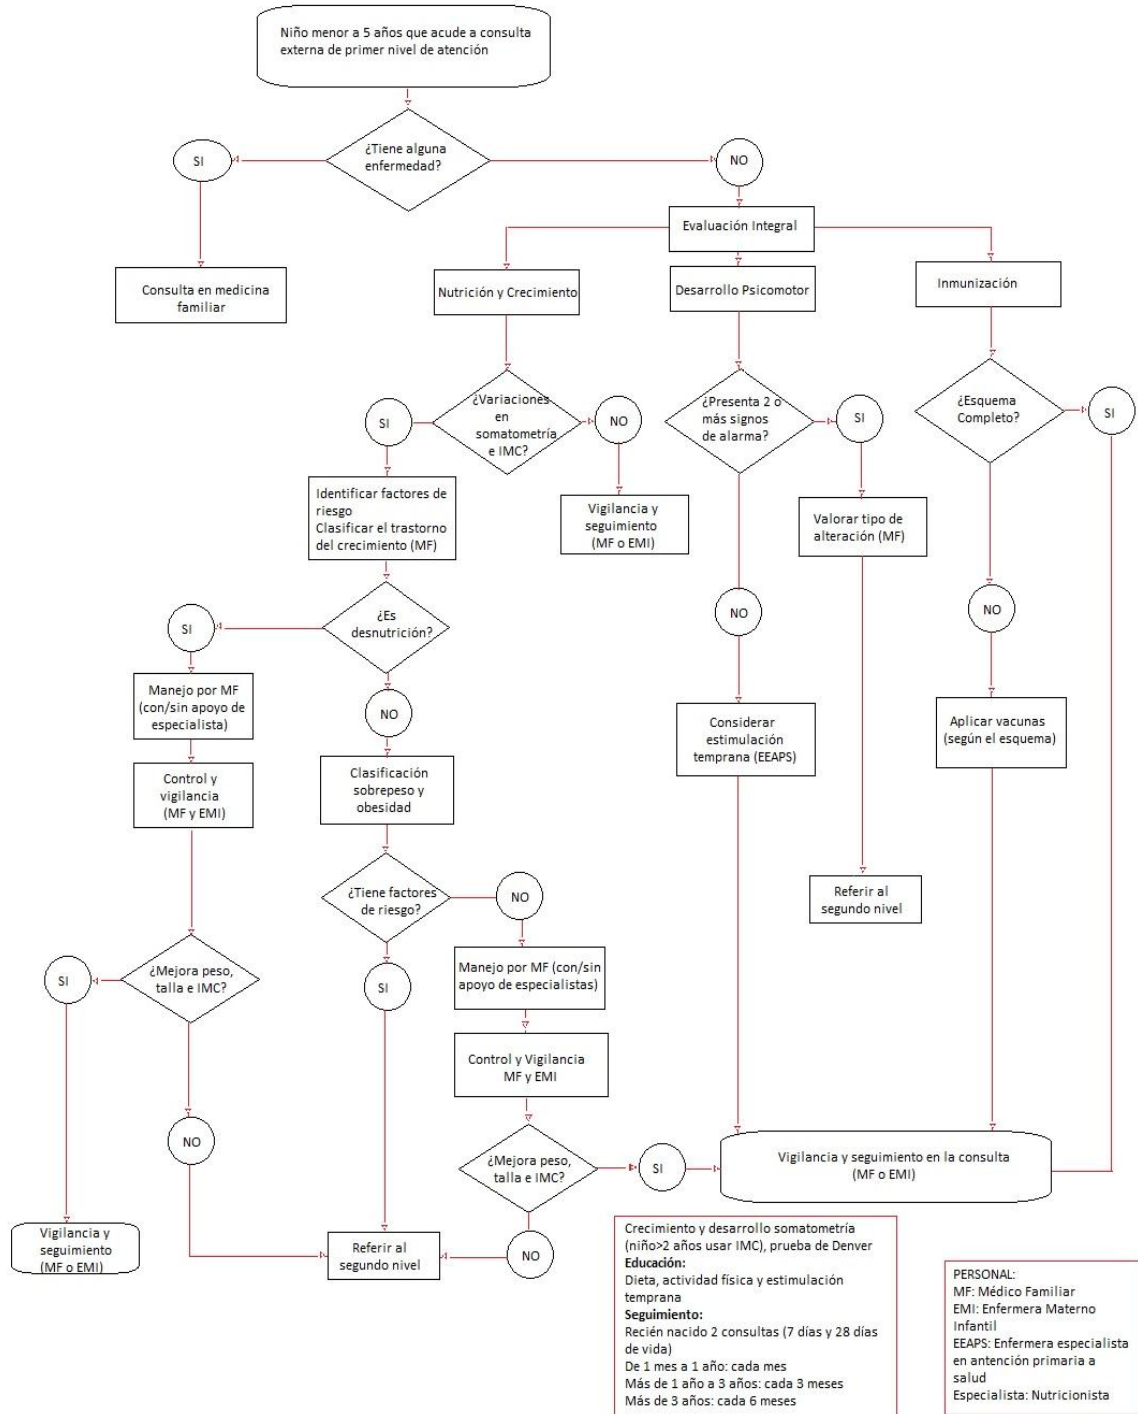 Niño menor a 5 años que acude a consulta
externa de primer nivel de atención
¿Tiene alguna
enfermedad?
SI
NO
Evaluación Integral
Consulta en medicina
familiar
Nutrición y Crecimiento
Desarrollo Psicomotor
Inmunización
¿Variaciones
en
somatometría
e IMC?
SI
NO
¿Presenta 2 o
más signos
de alarma?
SI
¿Esquema
Completo?
SI
Identificar factores de
riesgo
Clasificar el trastorno
del crecimiento (MF)
Vigilancia y
seguimiento
(MF o EMI)
Valorar tipo de
alteración (MF)
¿Es
desnutrición?
SI
NO
NO
NO
Manejo por MF
(con/sin apoyo de
especialista)
Considerar
estimulación
temprana (EEAPS)
Aplicar vacunas
(según el esquema)
Control y
vigilancia
(MF y EMI)
Clasificación
sobrepeso y
obesidad
¿Tiene factores
de riesgo?
NO
Referir al
segundo nivel
¿Mejora peso,
talla e IMC?
SI
SI
Manejo por MF (con/sin
apoyo de especialistas)
Control y Vigilancia
MF y EMI
NO
¿Mejora peso,
talla e IMC?
SI
Vigilancia y seguimiento en la consulta
(MF o EMI)
Vigilancia y
seguimiento
(MF o EMI)
Referir al
segundo nivel
NO
Crecimiento y desarrollo somatometría
(niño>2 años usar IMC), prueba de Denver
Educación:
Dieta, actividad física y estimulación
temprana
Seguimiento:
Recién nacido 2 consultas (7 días y 28 días
de vida)
De 1 mes a 1 año: cada mes
Más de 1 año a 3 años: cada 3 meses
Más de 3 años: cada 6 meses
PERSONAL:
MF: Médico Familiar
EMI: Enfermera Materno
Infantil
EEAPS: Enfermera especialista
en antención primaria a
salud
Especialista: Nutricionista